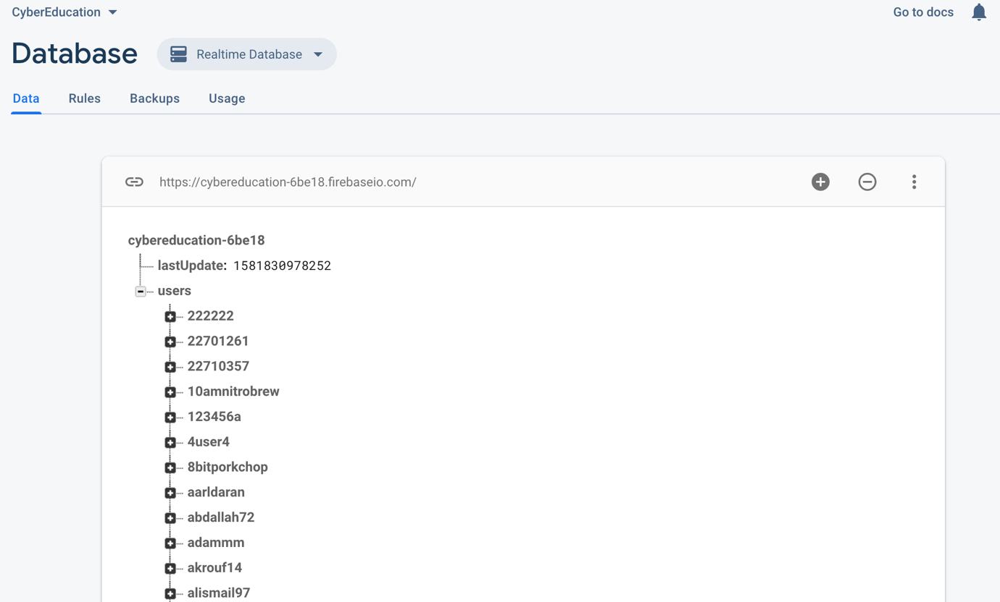 CyberEducation
Go to docs
Database
Realtime Database
Data Rules Backups Usage
https://cybereducation-6be18.firebaseio.com/
cybereducation-6be18
lastUpdate: 1581830978252
users
222222
22701261
22710357
10amnitrobrew
123456a
4user4
8bitporkchop
aarldaran
abdallah72
adammm
akrouf14
alismail97